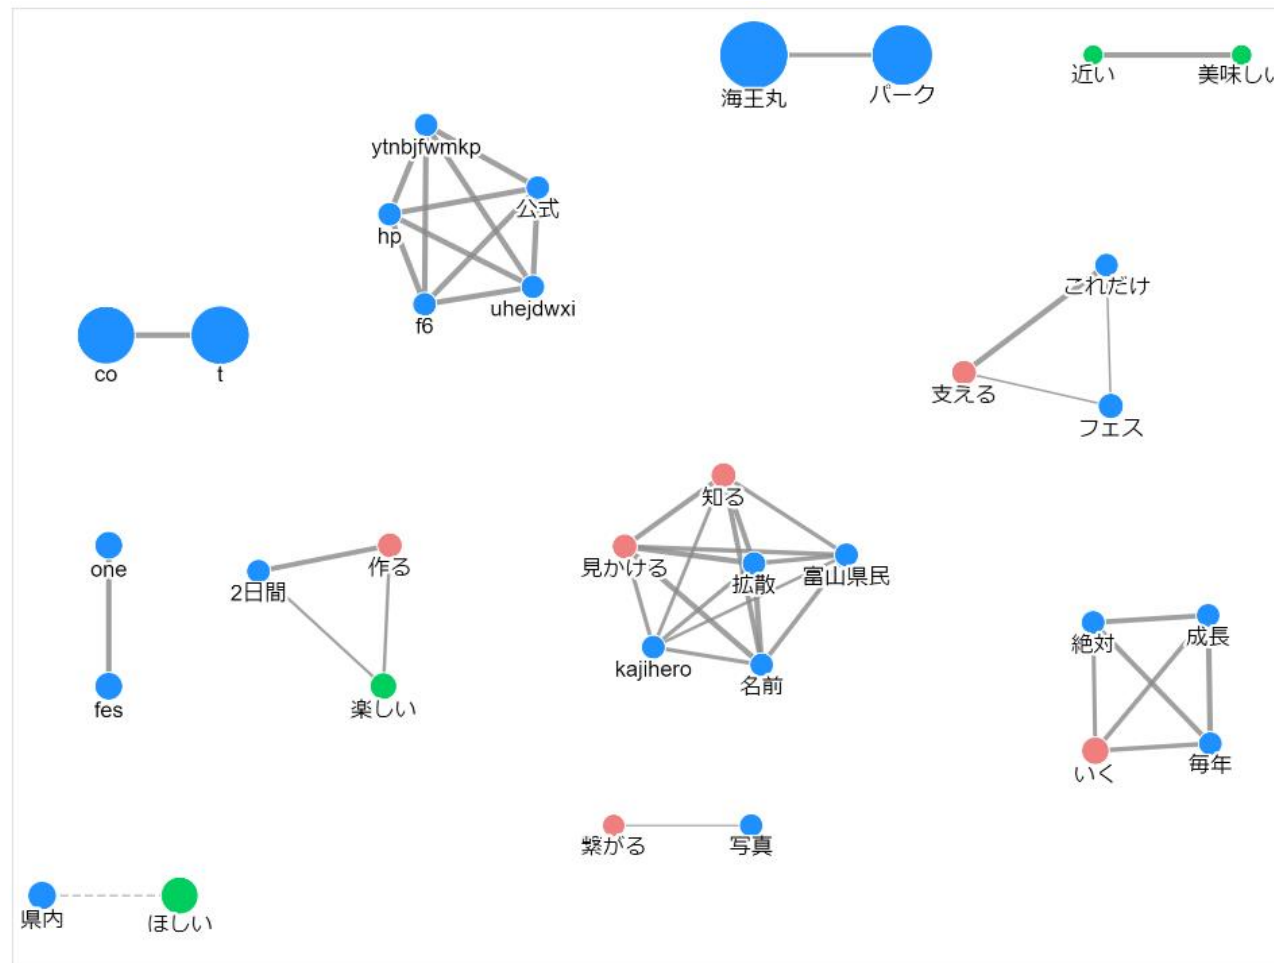 海王丸
パーク
近い
美味しい
ytnbjfwmkp
公式
hp
f6
uhejdwxi
co
t
これだけ
支える
フェス
one
fes
2日間
作る
楽しい
知る
見かける
拡散
富山県民
kajihero
名前
絶対
成長
いく
毎年
繋がる
写真
県内
ほしい